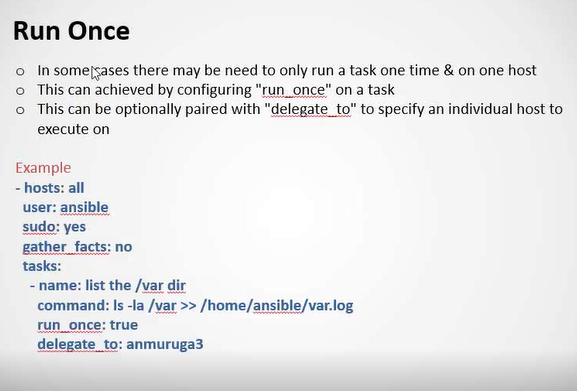 Run Once
o In some cases there may be need to only run a task one time & on one host
o This can achieved by configuring "run_once" on a task
o This can be optionally paired with "delegate_to" to specify an individual host to
execute on
Example
- hosts: all
user: ansible
sudo: yes
gather_facts: no
tasks:
- name: list the /var dir
command: ls -la /var >> /home/ansible/var.log
run_once: true
delegate_to: anmuruga3